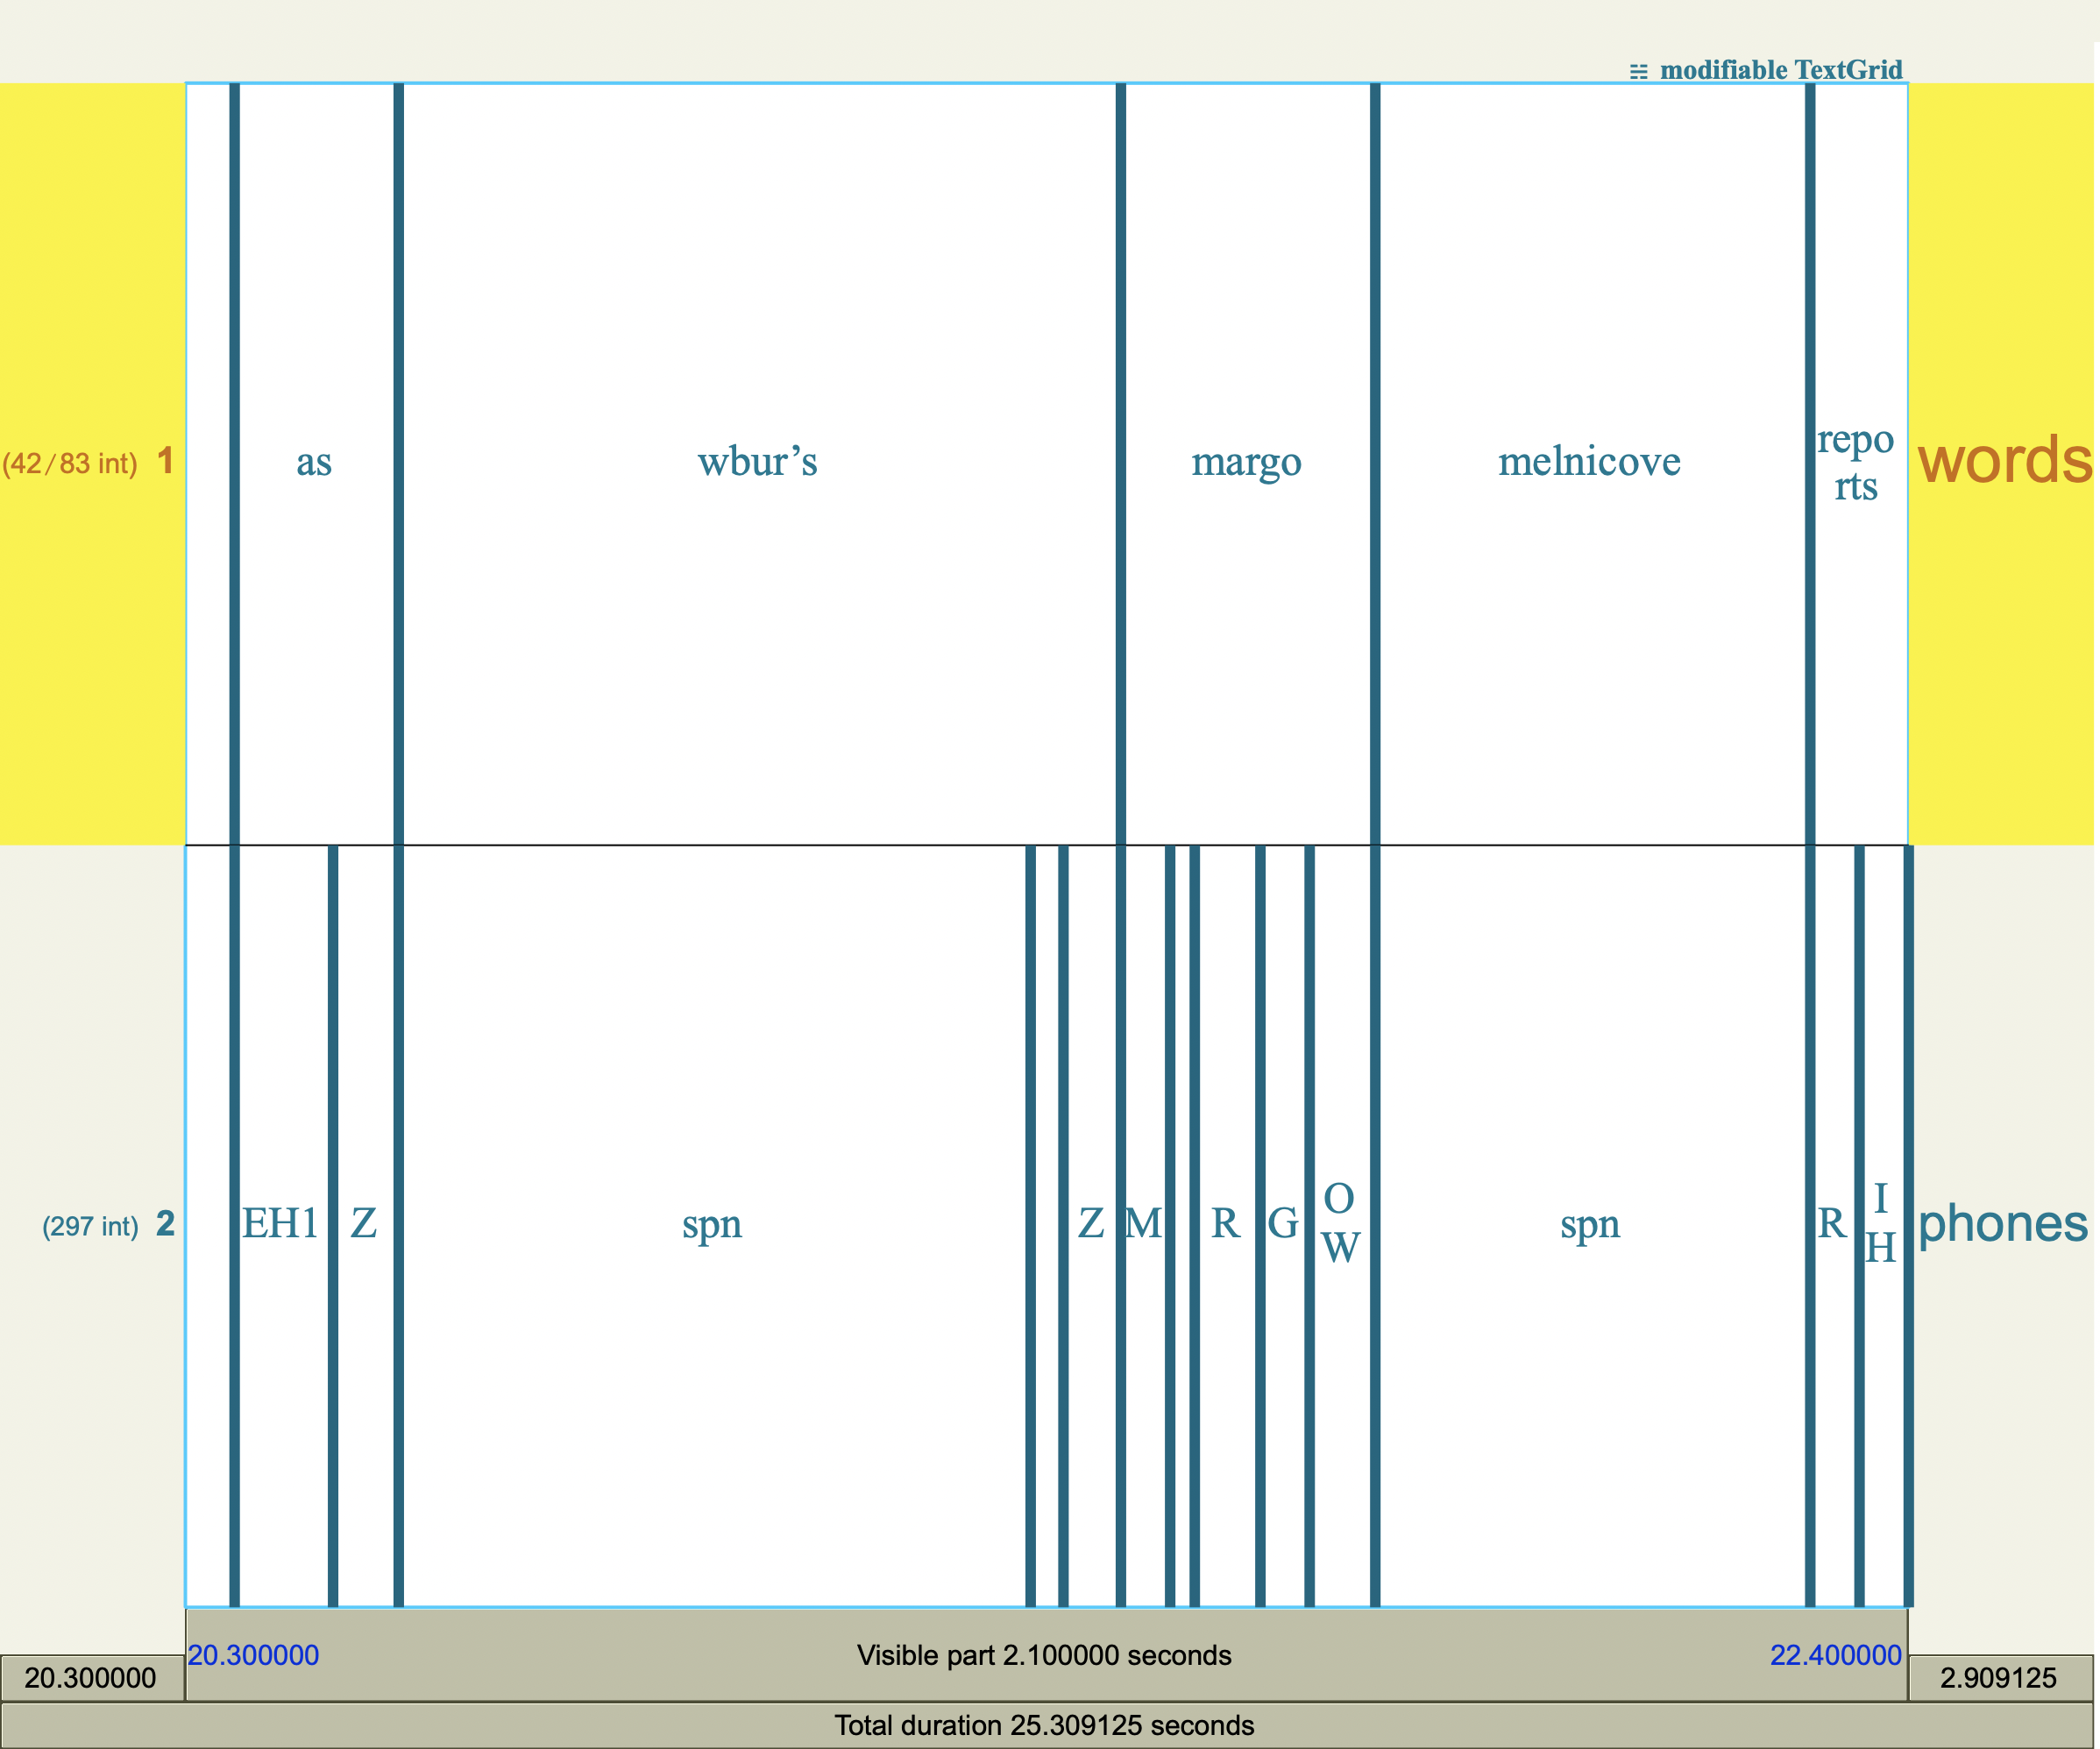 ☵ modifiable TextGrid
(42/83 int) 1 as wbur’s margo melnicove repo
rts words
(297 int) 2 EH1 Z spn Z M R G O
W spn R I
H phones
20.300000 Visible part 2.100000 seconds 22.400000
20.300000 2.909125
Total duration 25.309125 seconds